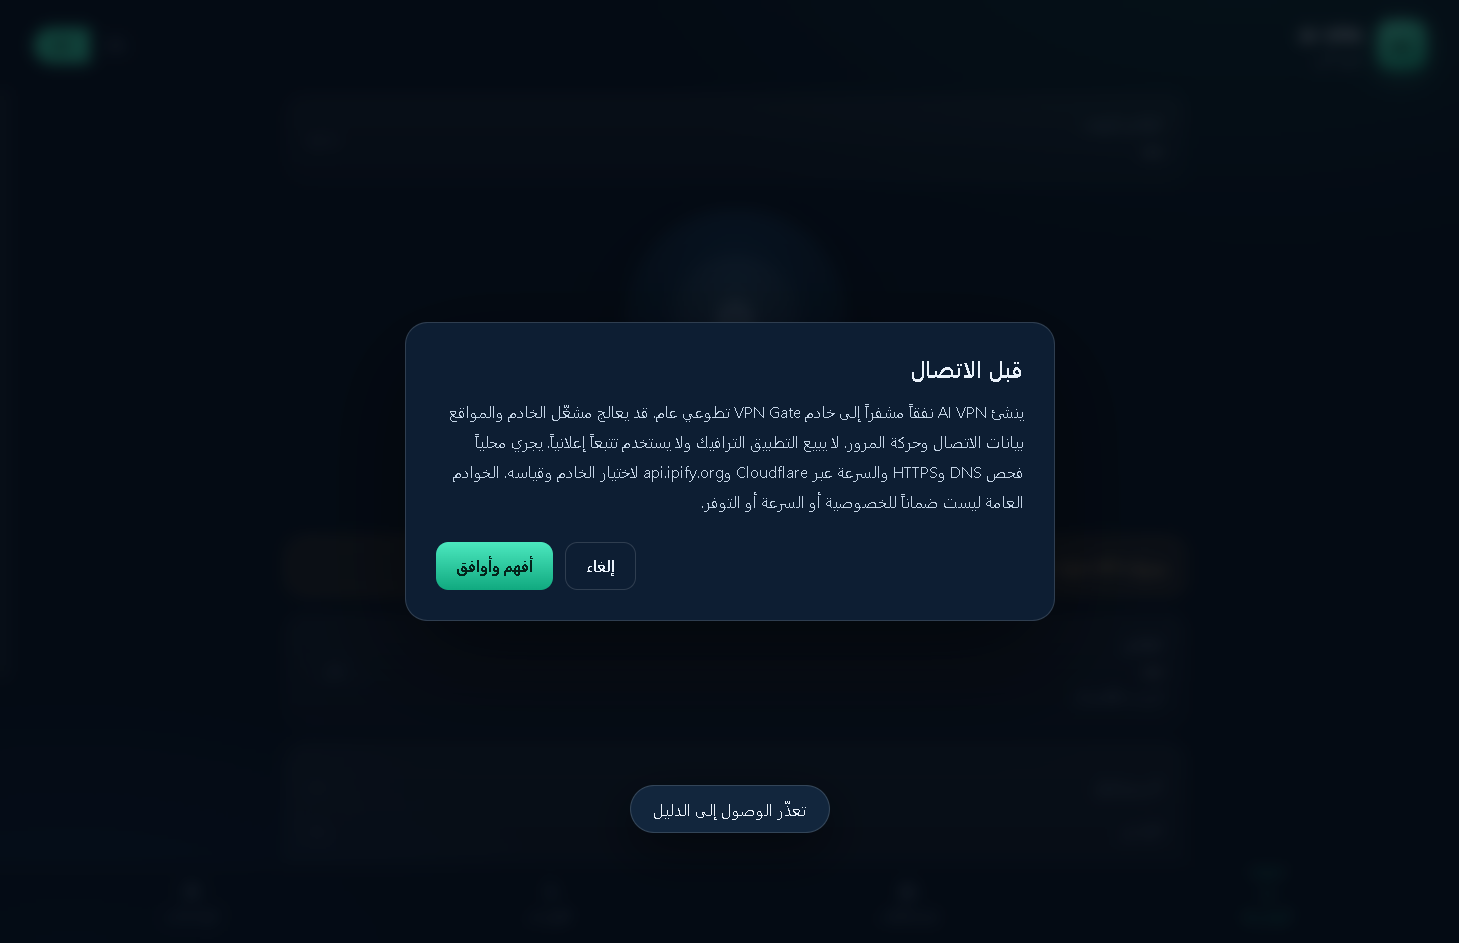 قبل الاتصال
ينشئ AI VPN نفقاً مشفراً إلى خادم VPN Gate تطوعي عام. قد يعالج مشغّل الخادم والمواقع
بيانات الاتصال وحركة المرور. لا يبيع التطبيق الترافيك ولا يستخدم تتبعاً إعلانياً. يجري محلياً
فحص DNS وHTTPS والسرعة عبر Cloudflare وapi.ipify.org لاختيار الخادم وقياسه. الخوادم
العامة ليست ضماناً للخصوصية أو السرعة أو التوفر.
إلغاء
أفهم وأوافق
تعذّر الوصول إلى الدليل